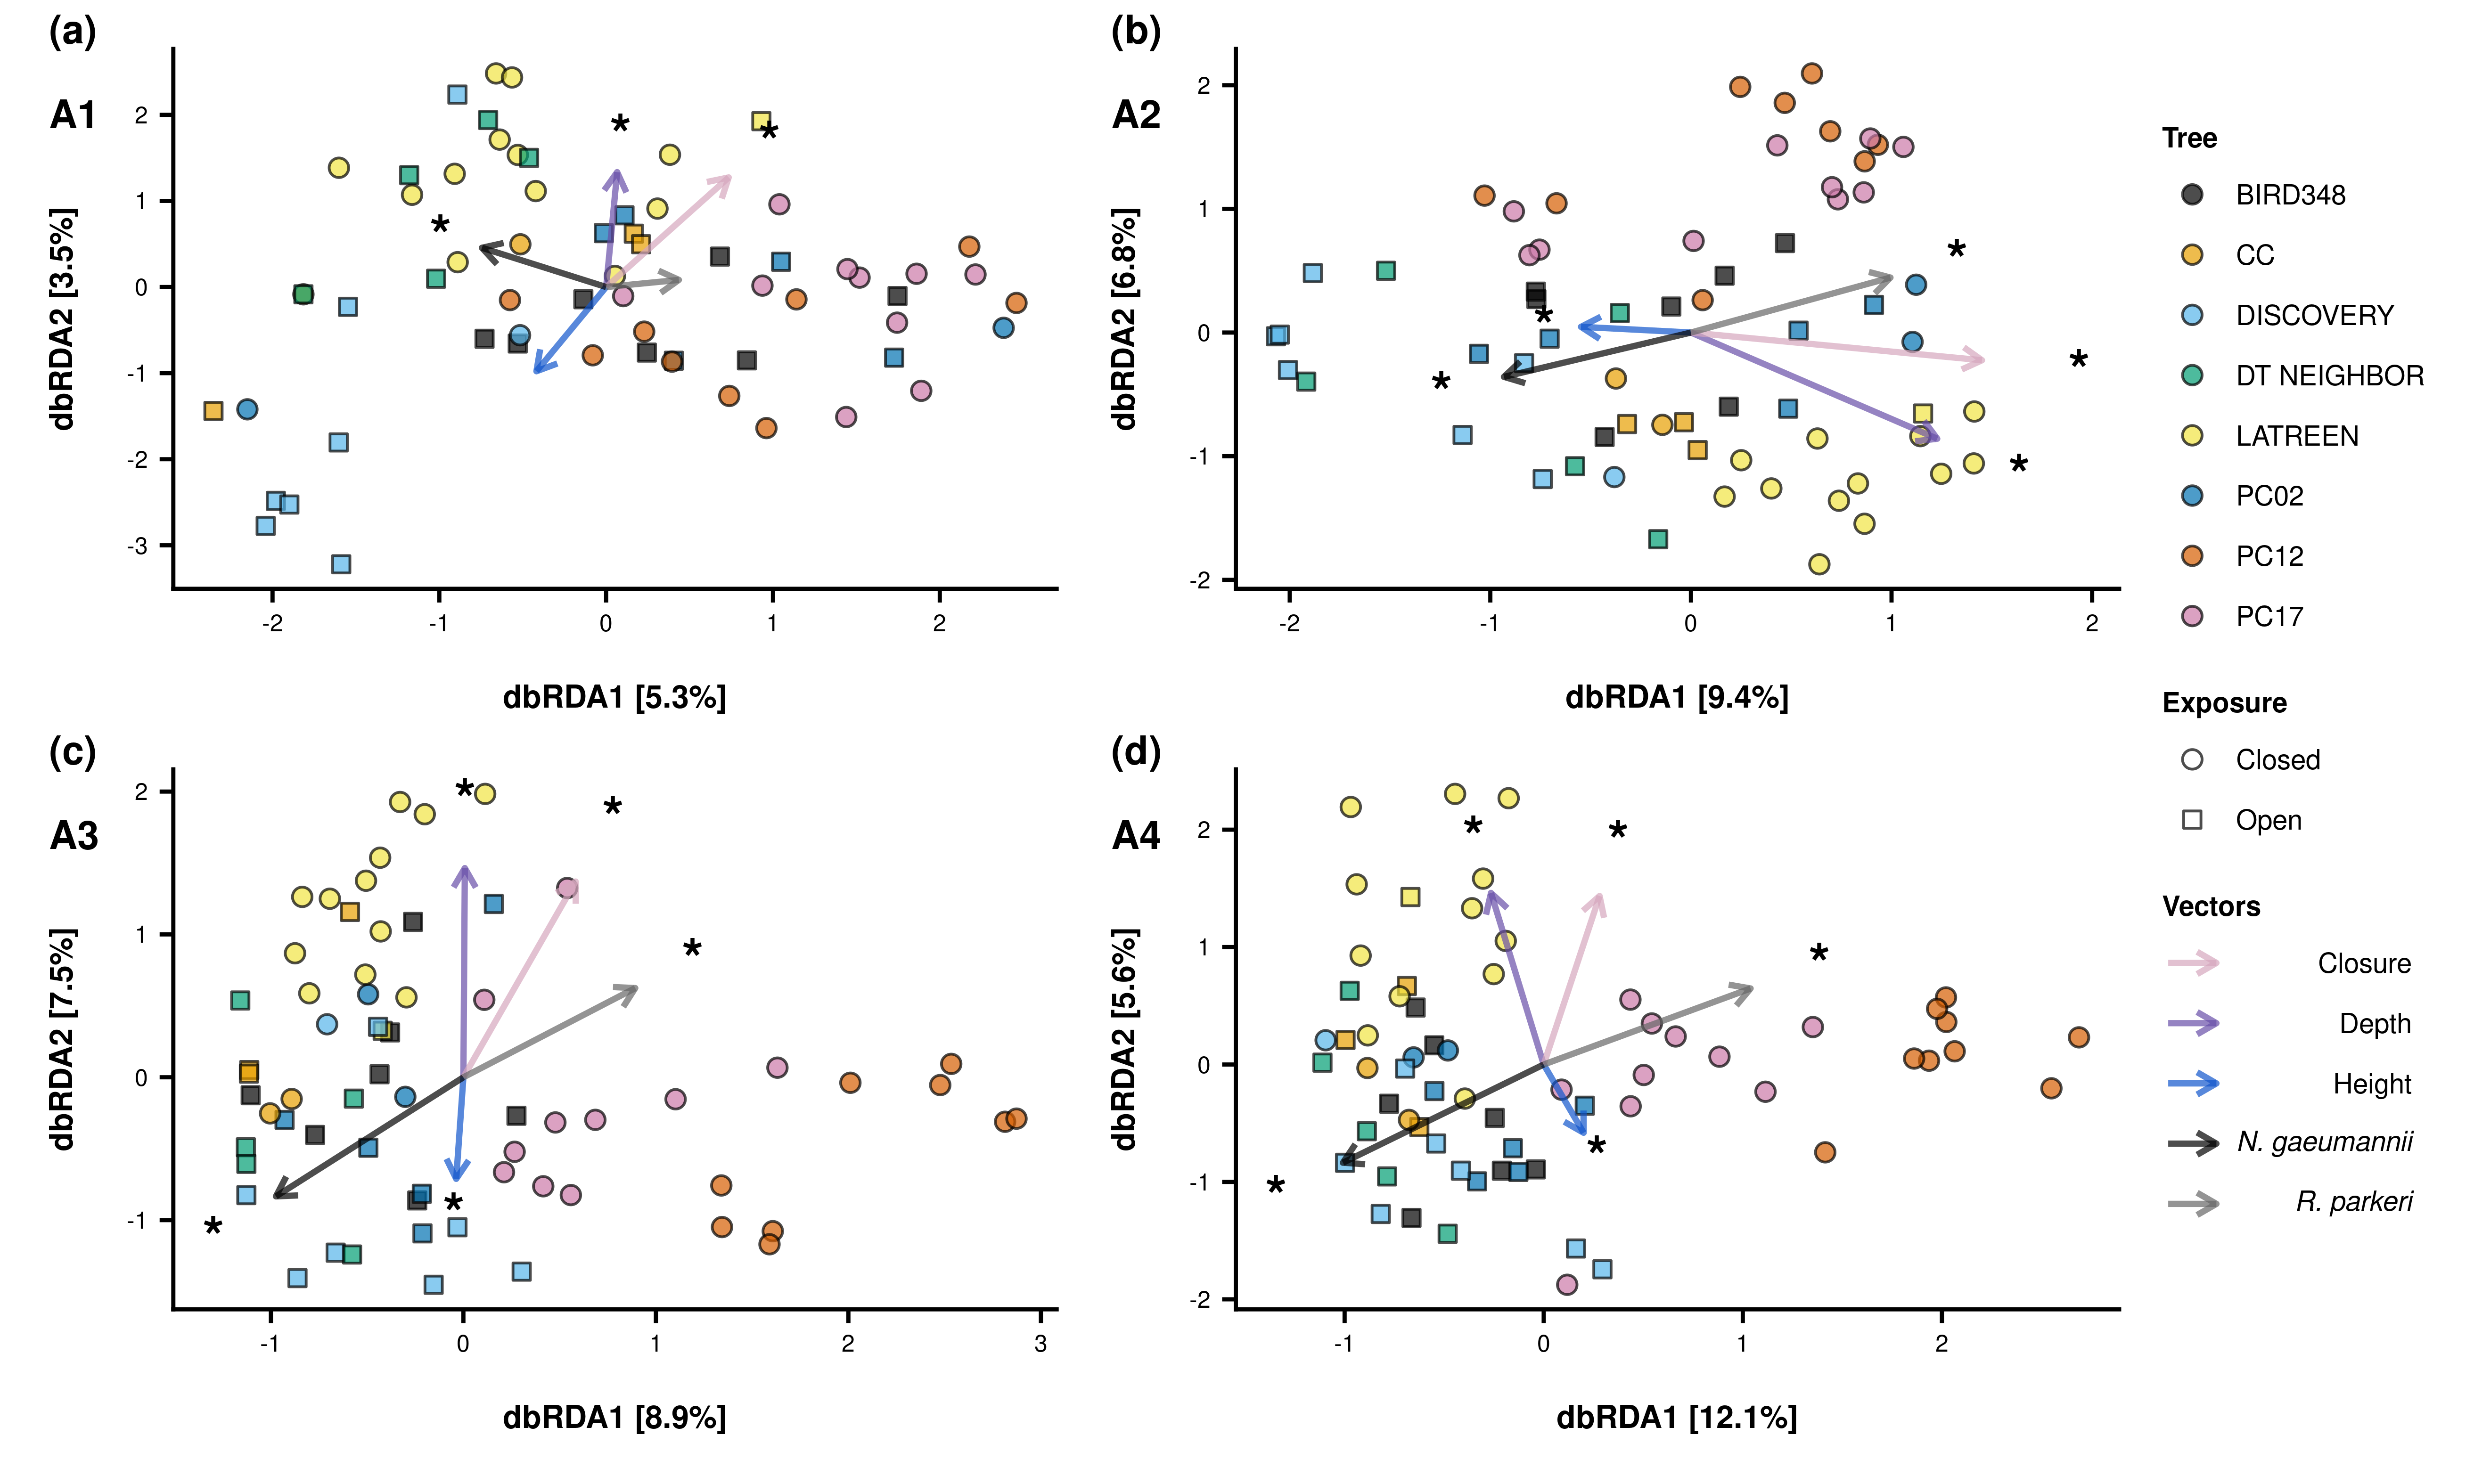 (a)
A1
2
1
0
-1
-2
-3
dbRDA2 [3.5%]
*
*
*
-2
-1
0
1
2
dbRDA1 [5.3%]
(b)
A2
2
1
0
-1
-2
dbRDA2 [6.8%]
*
*
*
*
*
-2
-1
0
1
2
dbRDA1 [9.4%]
(c)
A3
2
1
0
-1
dbRDA2 [7.5%]
*
*
*
*
*
-1
0
1
2
3
dbRDA1 [8.9%]
(d)
A4
2
1
0
-1
-2
dbRDA2 [5.6%]
*
*
*
*
*
-1
0
1
2
dbRDA1 [12.1%]
Tree
BIRD348
CC
DISCOVERY
DT NEIGHBOR
LATREEN
PC02
PC12
PC17
Exposure
Closed
Open
Vectors
Closure
Depth
Height
N. gaeumannii
R. parkeri